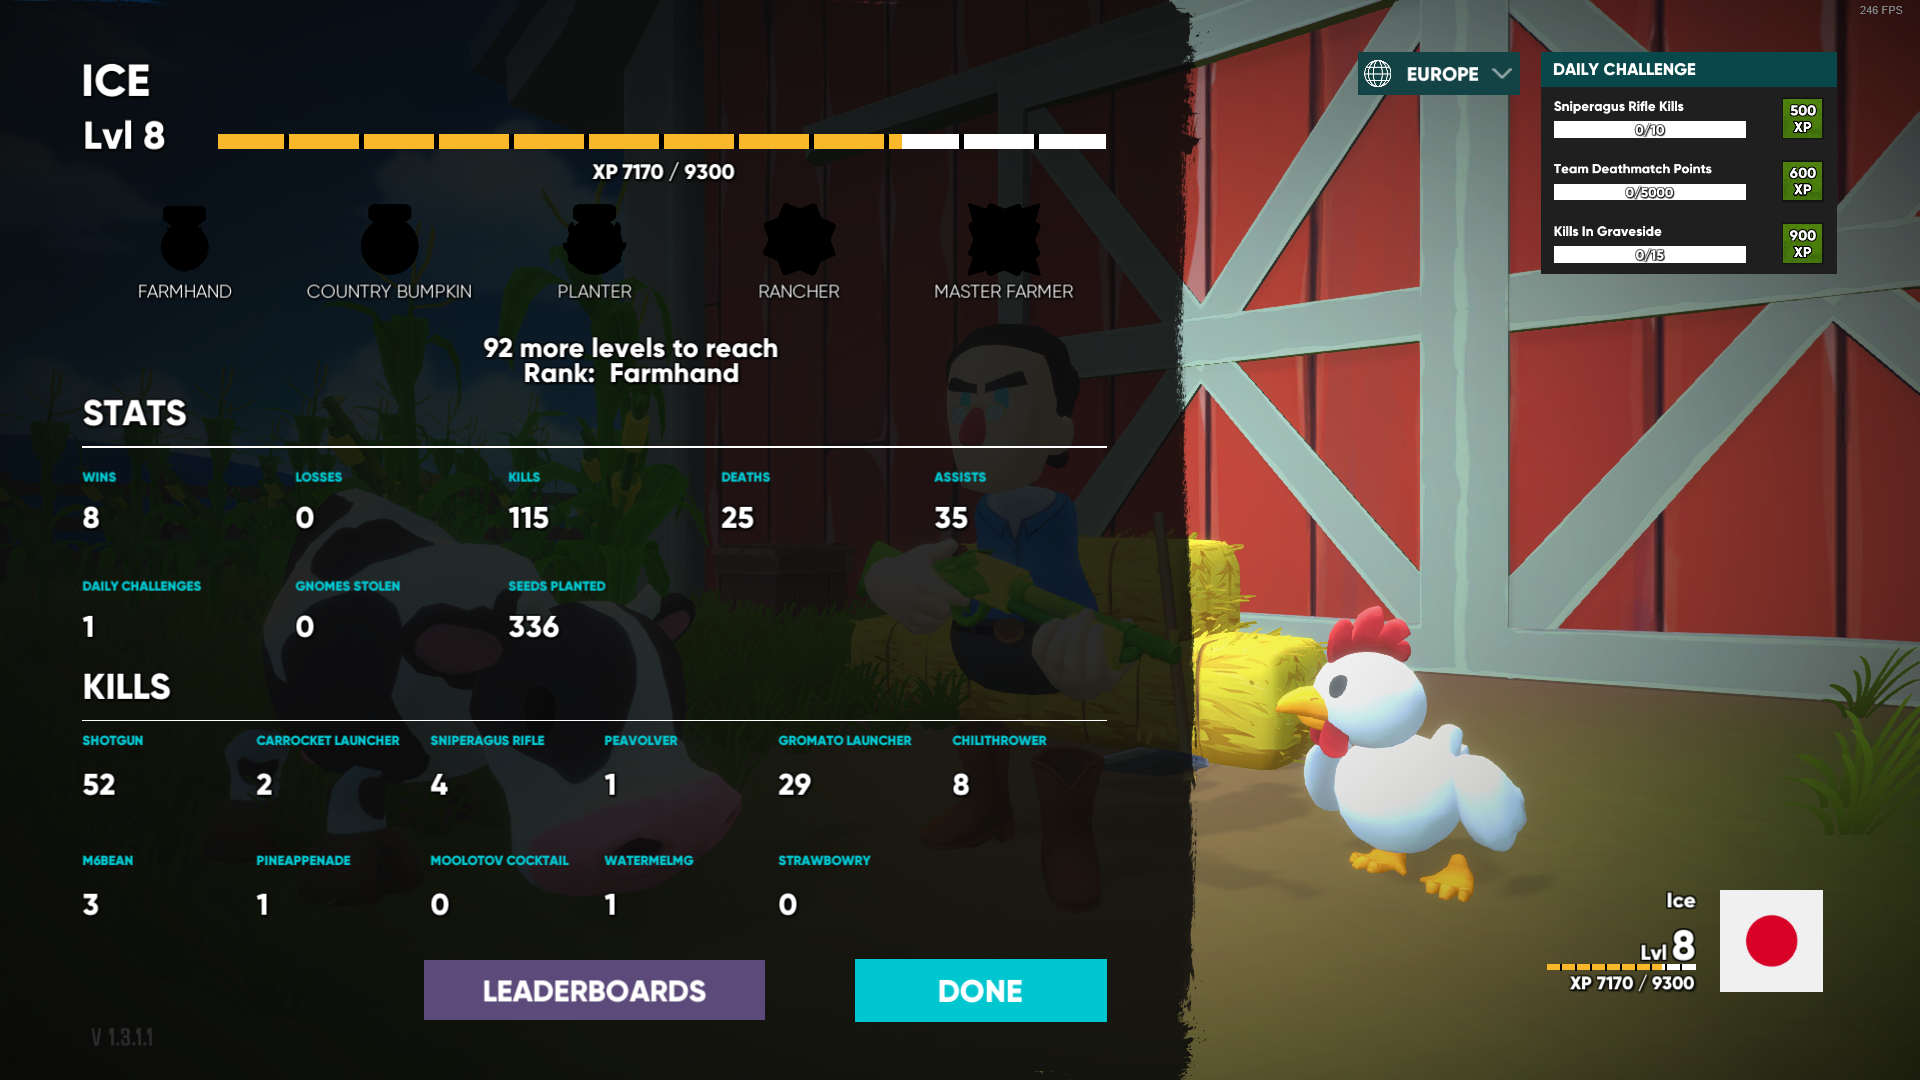 246 FPS
ICE
Lvl 8
XP 7170 / 9300
EUROPE
DAILY CHALLENGE
Sniperagus Rifle Kills
0/10
500 XP
Team Deathmatch Points
0/5000
600 XP
Kills In Graveside
0/15
900 XP
FARMHAND COUNTRY BUMPKIN PLANTER RANCHER MASTER FARMER
92 more levels to reach
Rank: Farmhand
STATS
WINS LOSSES KILLS DEATHS ASSISTS
8 0 115 25 35
DAILY CHALLENGES GNOMES STOLEN SEEDS PLANTED
1 0 336
KILLS
SHOTGUN CARROCKET LAUNCHER SNIPERAGUS RIFLE PEAVOLVER GROMATO LAUNCHER CHILITHROWER
52 2 4 1 29 8
M6BEAN PINEAPPENADE MOOLOTOV COCKTAIL WATERMELMG STRAWBOWRY
3 1 0 1 0
LEADERBOARDS DONE
Ice
Lvl 8
XP 7170 / 9300
V 1.3.1.1